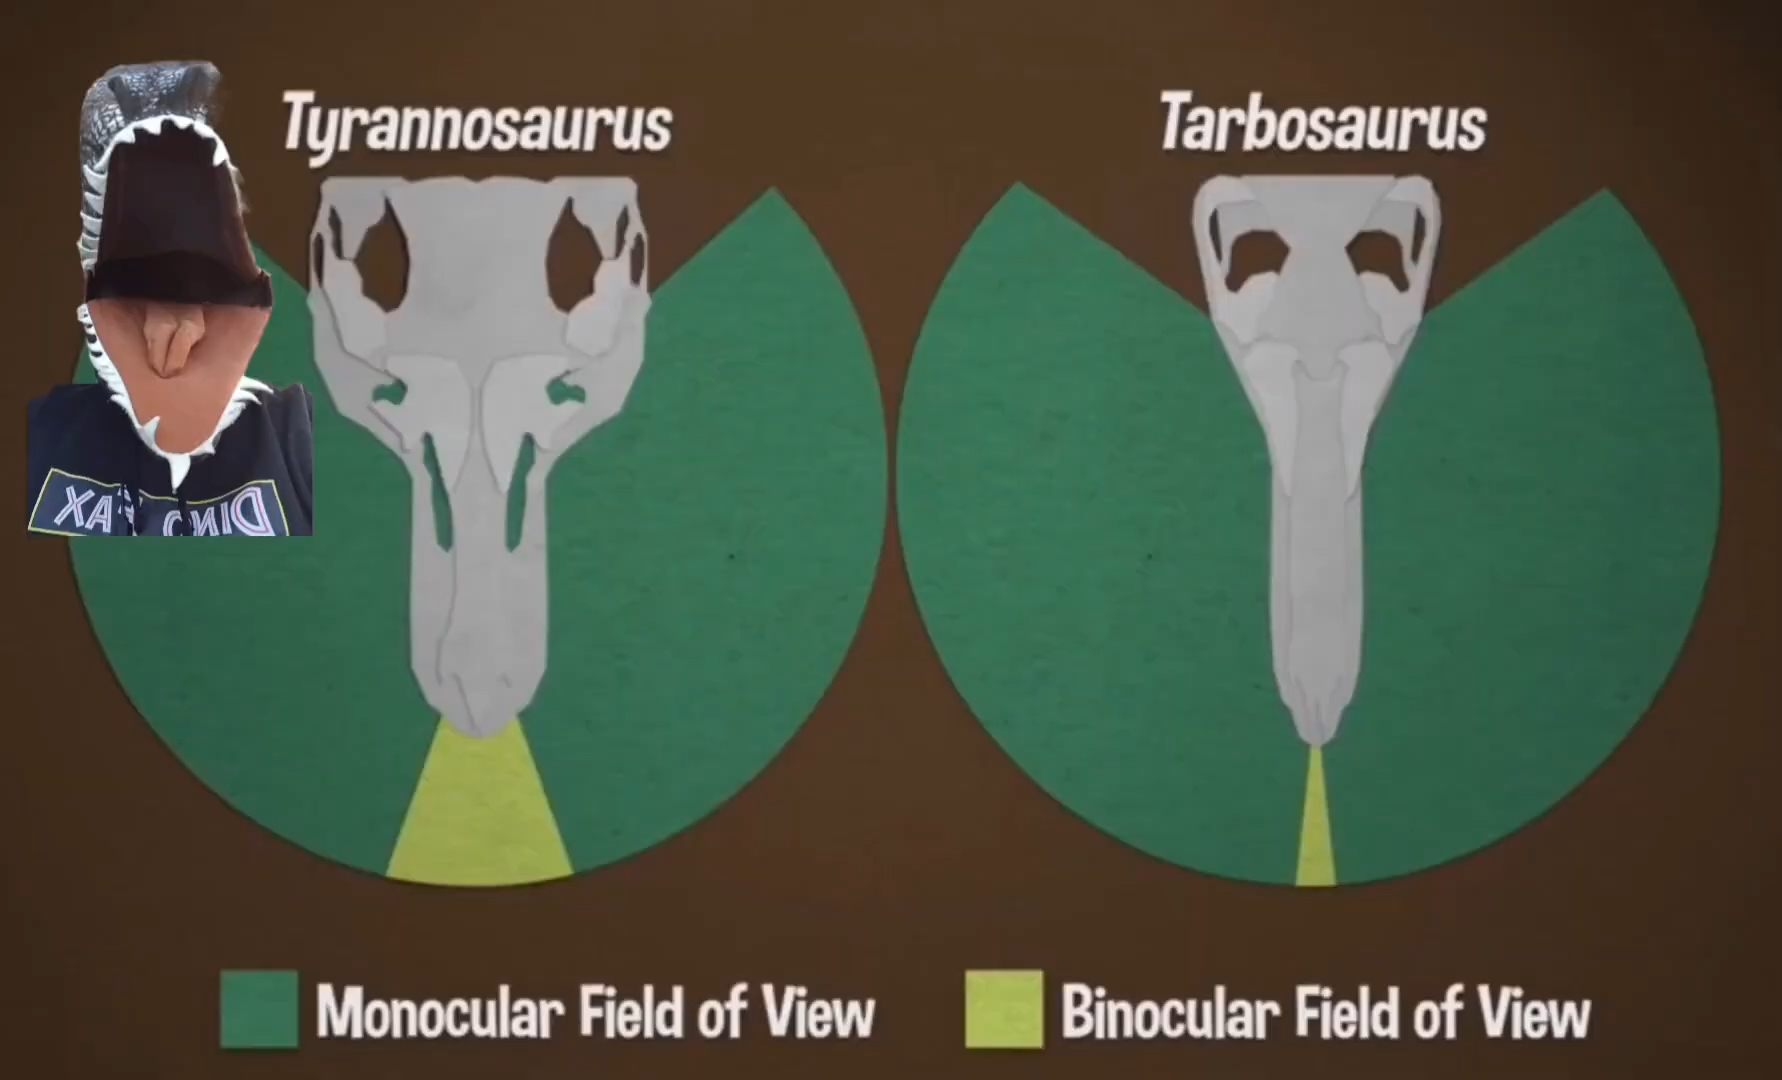 Tyrannosaurus
Tarbosaurus
Monocular Field of View
Binocular Field of View